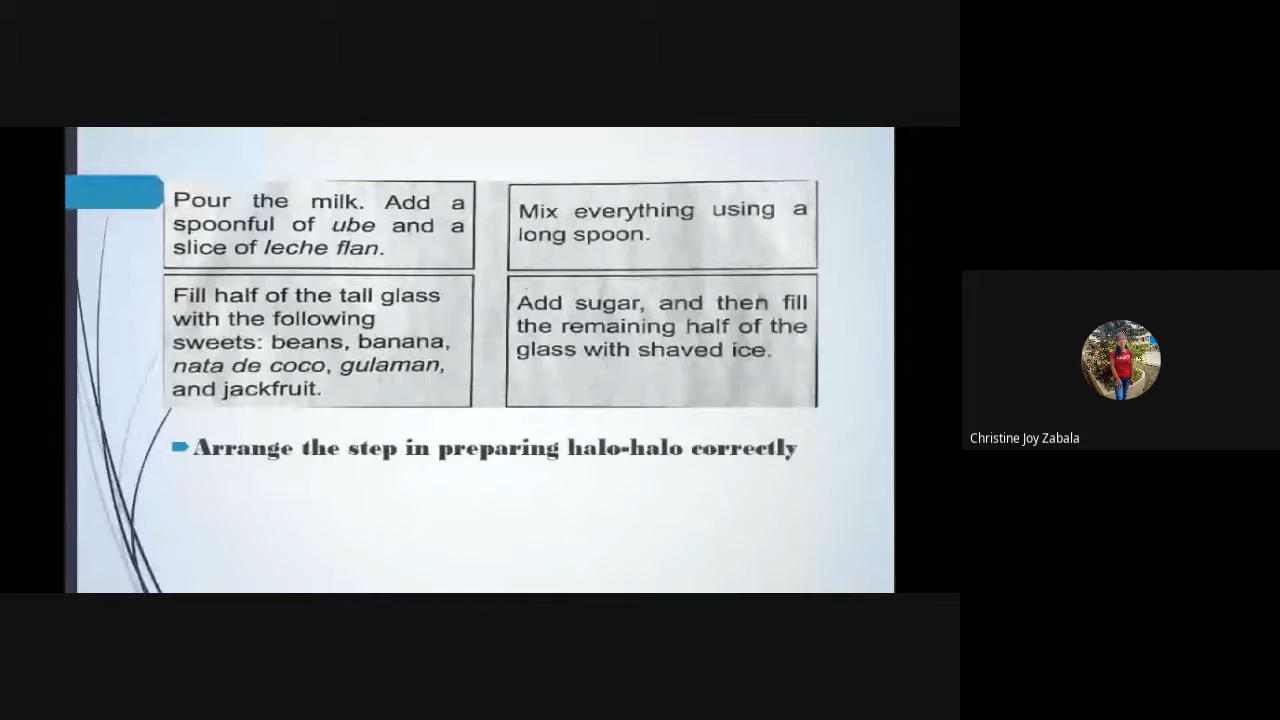 Pour the milk. Add a
spoonful of ube and a
slice of leche flan.
Mix everything using a
long spoon.
Fill half of the tall glass
with the following
sweets: beans, banana,
nata de coco, gulaman,
and jackfruit.
Add sugar, and then fill
the remaining half of the
glass with shaved ice.
Arrange the step in preparing halo-halo correctly
Christine Joy Zabala